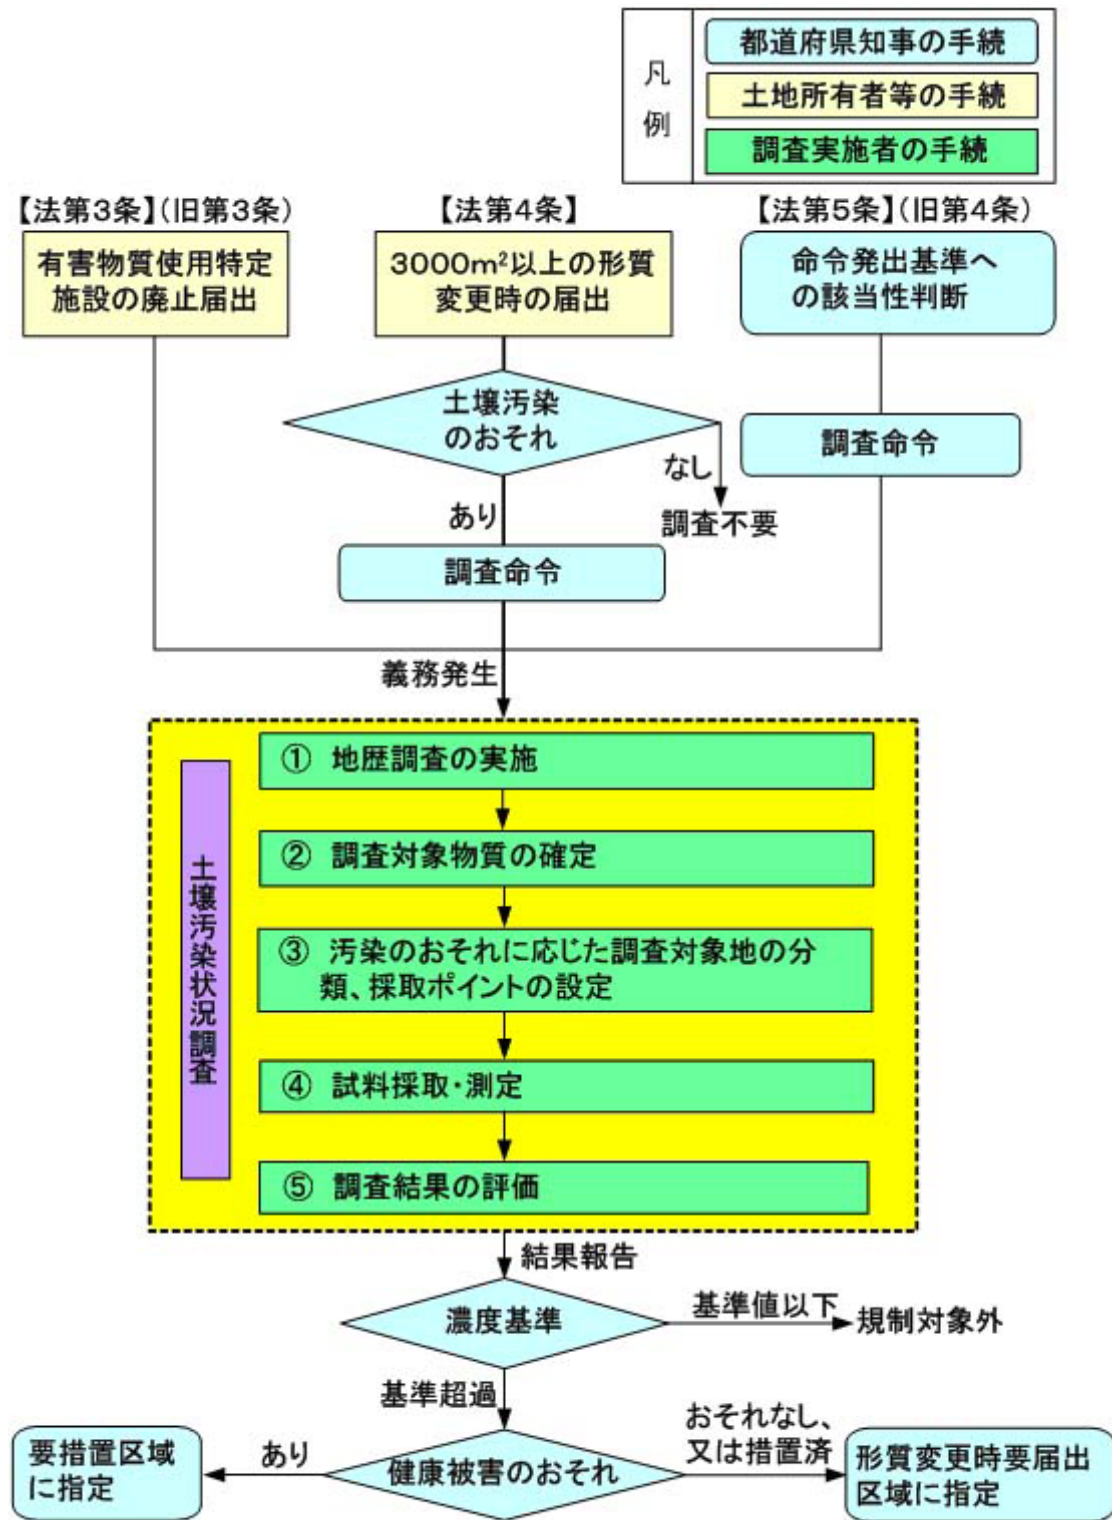 凡
例
都道府県知事の手続
土地所有者等の手続
調査実施者の手続
【法第3条】(旧第3条)
有害物質使用特定
施設の廃止届出
【法第4条】
3000m²以上の形質
変更時の届出
【法第5条】(旧第4条)
命令発出基準へ
の該当性判断
土壌汚染
のおそれ
なし
調査不要
あり
調査命令
調査命令
義務発生
土壌汚染状況調査
① 地歴調査の実施
② 調査対象物質の確定
③ 汚染のおそれに応じた調査対象地の分
類、採取ポイントの設定
④ 試料採取・測定
⑤ 調査結果の評価
結果報告
濃度基準
基準値以下
規制対象外
基準超過
健康被害のおそれ
あり
要措置区域
に指定
おそれなし、
又は措置済
形質変更時要届出
区域に指定